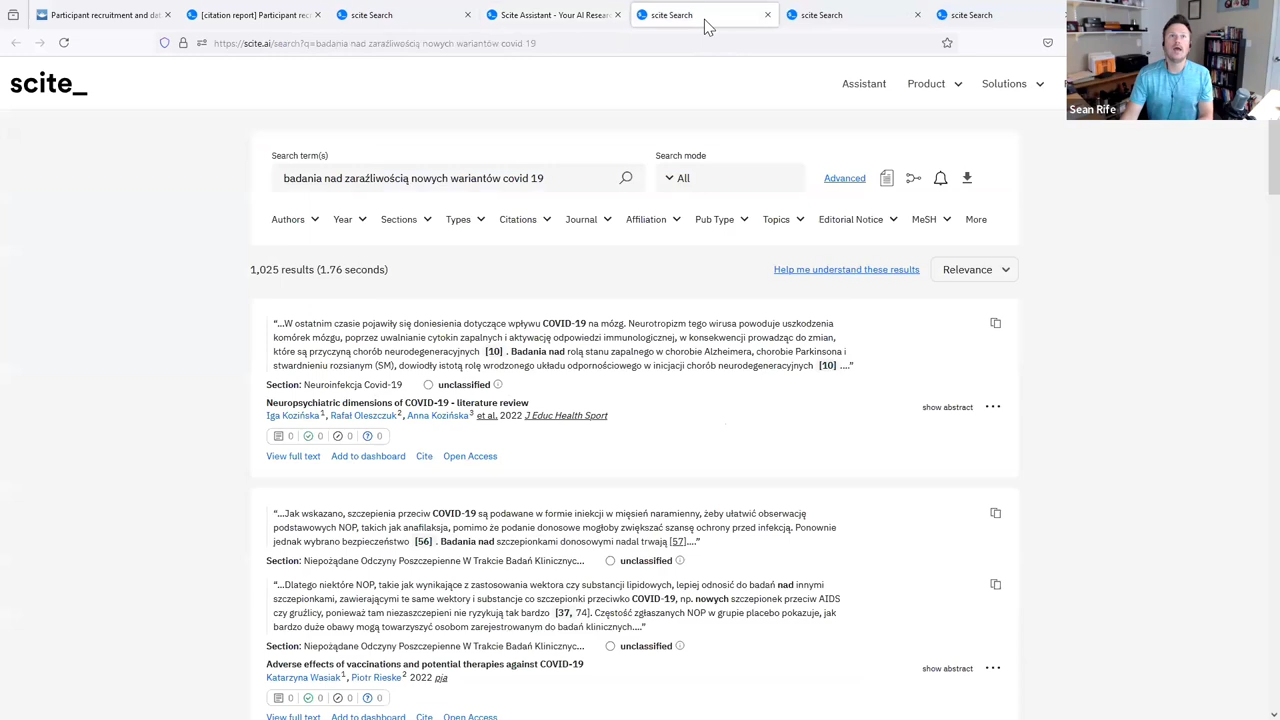 Participant recruitment and dat
[citation report] Participant rec
scite Search
Scite Assistant - Your AI Resear
scite Search
scite Search
scite Search
https://scite.ai/search?q=badania nad zaraźliwością nowych wariantów covid 19
Sean Rife
scite_
Assistant
Product
Solutions
Search term(s)
Search mode
badania nad zaraźliwością nowych wariantów covid 19
All
Advanced
Authors Year Sections Types Citations Journal Affiliation Pub Type Topics Editorial Notice MeSH More
1,025 results (1.76 seconds)
Help me understand these results
Relevance
“...W ostatnim czasie pojawiły się doniesienia dotyczące wpływu COVID-19 na mózg. Neurotropizm tego wirusa powoduje uszkodzenia
komórek mózgu, poprzez uwalnianie cytokin zapalnych i aktywację odpowiedzi immunologicznej, w konsekwencji prowadząc do zmian,
które są przyczyną chorób neurodegeneracyjnych [10] . Badania nad rolą stanu zapalnego w chorobie Alzheimera, chorobie Parkinsona i
stwardnieniu rozsianym (SM), dowiodły istotą rolę wrodzonego układu odpornościowego w inicjacji chorób neurodegeneracyjnych [10] ....”
Section: Neuroinfekcja Covid-19 unclassified
Neuropsychiatric dimensions of COVID-19 - literature review
Iga Kozińska1, Rafał Oleszczuk2, Anna Kozińska3 et al. 2022 J Educ Health Sport
show abstract
0 0 0 0
View full text Add to dashboard Cite Open Access
“...Jak wskazano, szczepienia przeciw COVID-19 są podawane w formie iniekcji w mięsień naramienny, żeby ułatwić obserwację
podstawowych NOP, takich jak anafilaksja, pomimo że podanie donosowe mogłoby zwiększać szansę ochrony przed infekcją. Ponownie
jednak wybrano bezpieczeństwo [56] . Badania nad szczepionkami donosowymi nadal trwają [57]....”
Section: Niepożądane Odczyny Poszczepienne W Trakcie Badań Klinicznyc... unclassified
“...Dlatego niektóre NOP, takie jak wynikające z zastosowania wektora czy substancji lipidowych, lepiej odnosić do badań nad innymi
szczepionkami, zawierającymi te same wektory i substancje co szczepionki przeciwko COVID-19, np. nowych szczepionek przeciw AIDS
czy gruźlicy, ponieważ tam niezaszczepieni nie ryzykują tak bardzo [37, 74]. Częstość zgłaszanych NOP w grupie placebo pokazuje, jak
bardzo duże obawy mogą towarzyszyć osobom zarejestrowanym do badań klinicznych....”
Section: Niepożądane Odczyny Poszczepienne W Trakcie Badań Klinicznyc... unclassified
Adverse effects of vaccinations and potential therapies against COVID-19
Katarzyna Wasiak1, Piotr Rieske2 2022 pja
show abstract
0 0 0 0
View full text Add to dashboard Cite Open Access